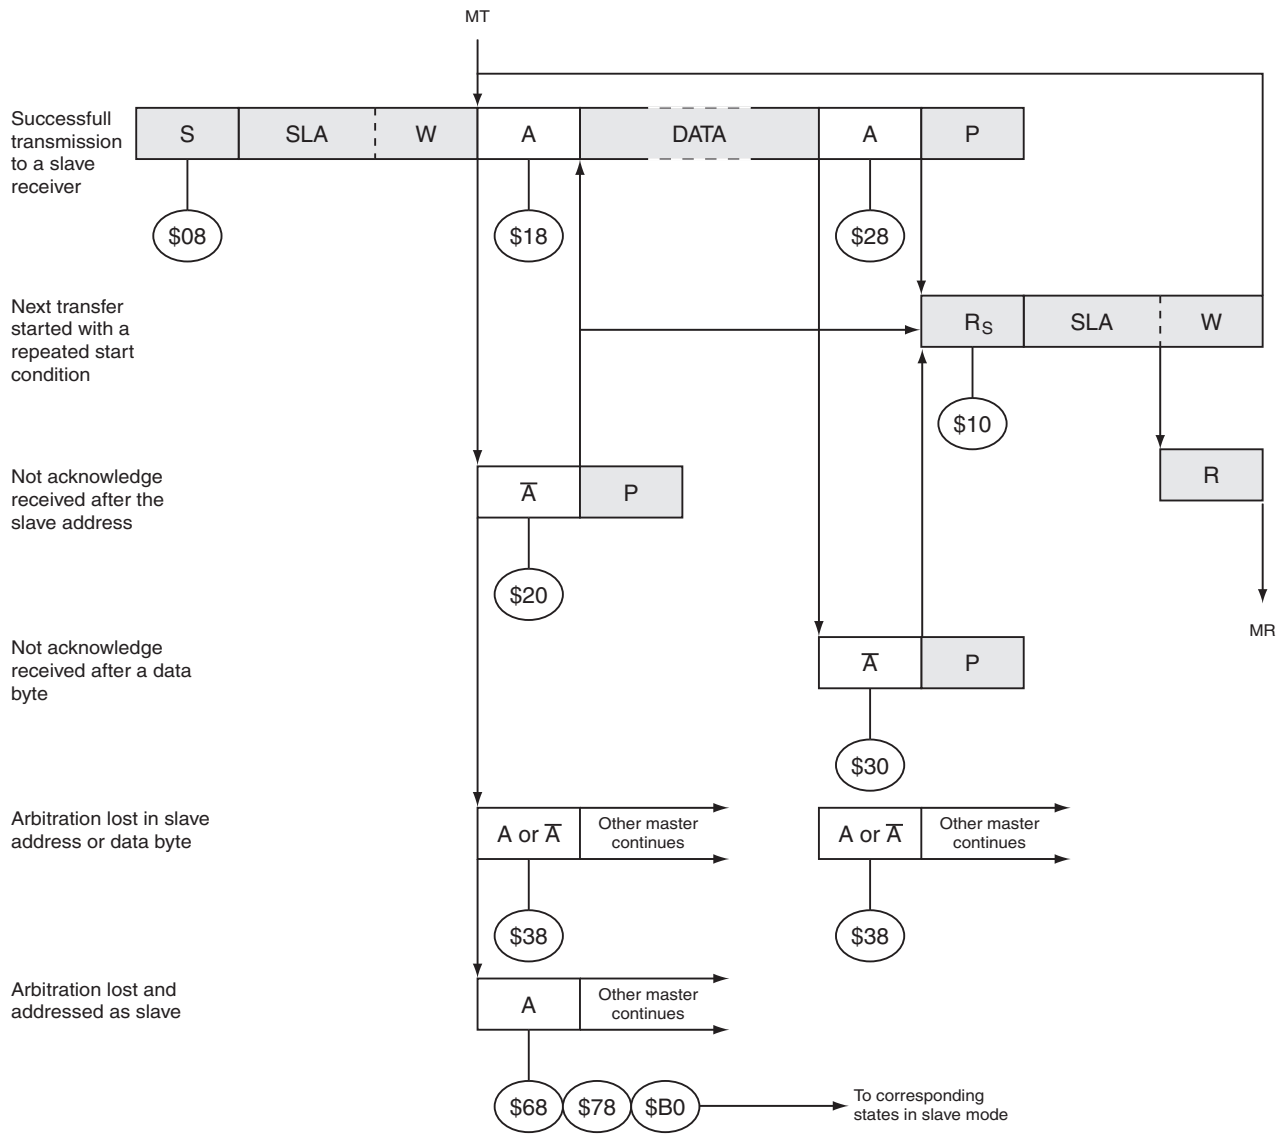 MT
Successfull
transmission
to a slave
receiver
S SLA W A DATA A P
$08 $18 $28
Next transfer
started with a
repeated start
condition
RS SLA W
$10
Not acknowledge
received after the
slave address
A̅ P
R
$20
MR
Not acknowledge
received after a data
byte
A̅ P
$30
Arbitration lost in slave
address or data byte
A or A̅
Other master
continues
A or A̅
Other master
continues
$38 $38
Arbitration lost and
addressed as slave
A
Other master
continues
$68 $78 $B0
To corresponding
states in slave mode